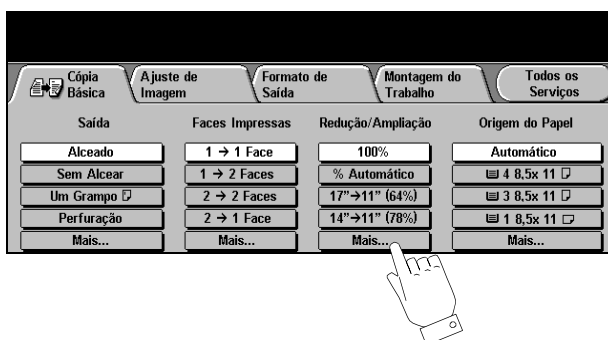 Cópia Básica
Ajuste de Imagem
Formato de Saída
Montagem do Trabalho
Todos os Serviços
Saída
Faces Impressas
Redução/Ampliação
Origem do Papel
Alceado
1 → 1 Face
100%
Automático
Sem Alcear
1 → 2 Faces
% Automático
4 8,5x 11
Um Grampo
2 → 2 Faces
17”→11” (64%)
3 8,5x 11
Perfuração
2 → 1 Face
14”→11” (78%)
1 8,5x 11
Mais...
Mais...
Mais...
Mais...